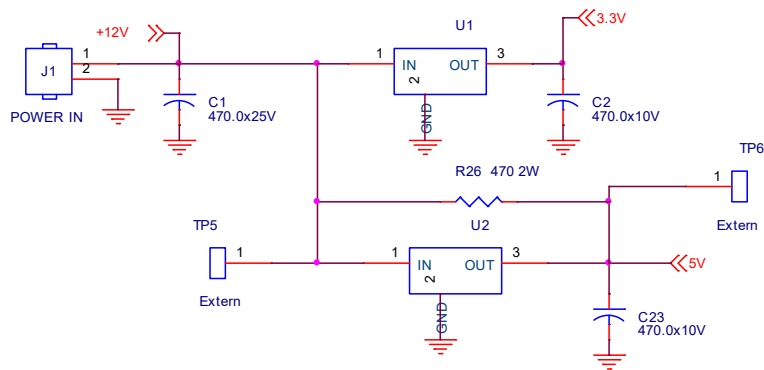 +12V
U1
3.3V
1
2
J1
POWER IN
1
IN
OUT
3
2
GND
C1
470.0x25V
C2
470.0x10V
R26 470 2W
TP6
1
Extern
TP5
1
Extern
U2
1
IN
OUT
3
2
GND
5V
C23
470.0x10V